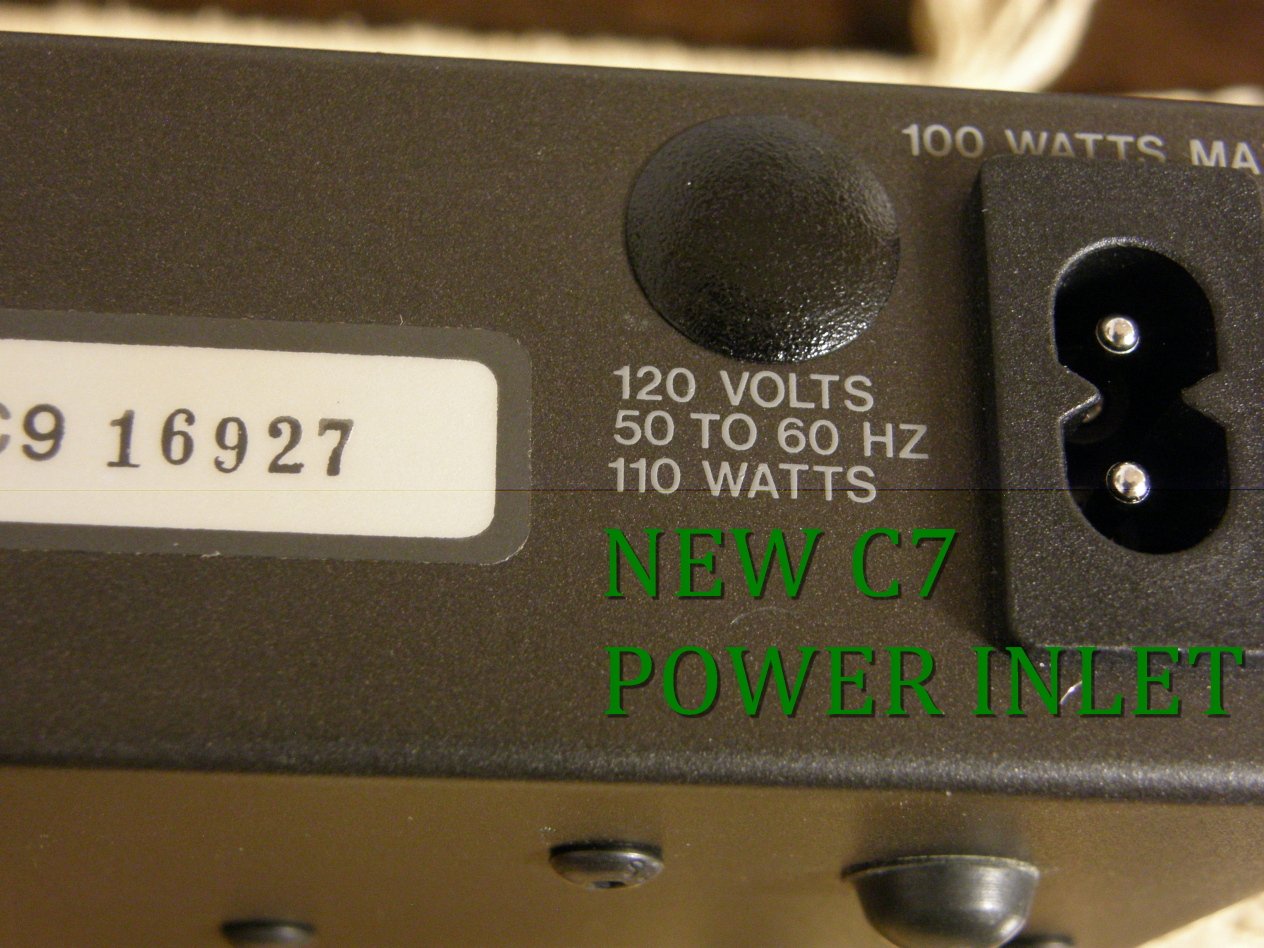 100 WATTS
C9 16927
120 VOLTS
50 TO 60 HZ
110 WATTS
NEW C7
POWER INLET